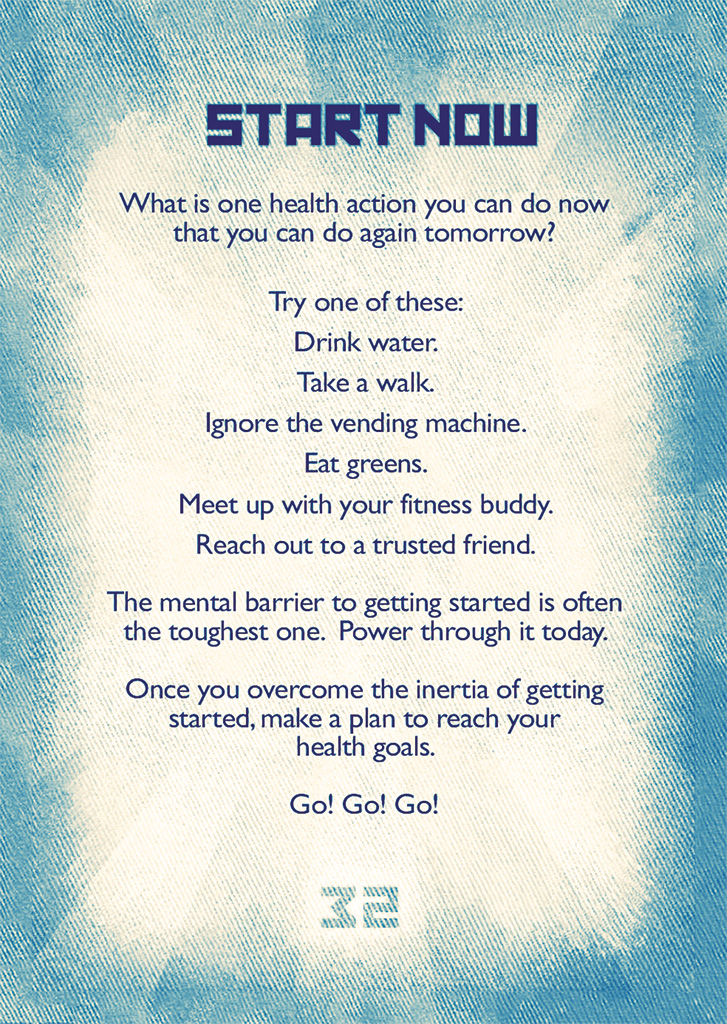 START NOW
What is one health action you can do now
that you can do again tomorrow?
Try one of these:
Drink water.
Take a walk.
Ignore the vending machine.
Eat greens.
Meet up with your fitness buddy.
Reach out to a trusted friend.
The mental barrier to getting started is often
the toughest one.  Power through it today.
Once you overcome the inertia of getting
started, make a plan to reach your
health goals.
Go! Go! Go!
32